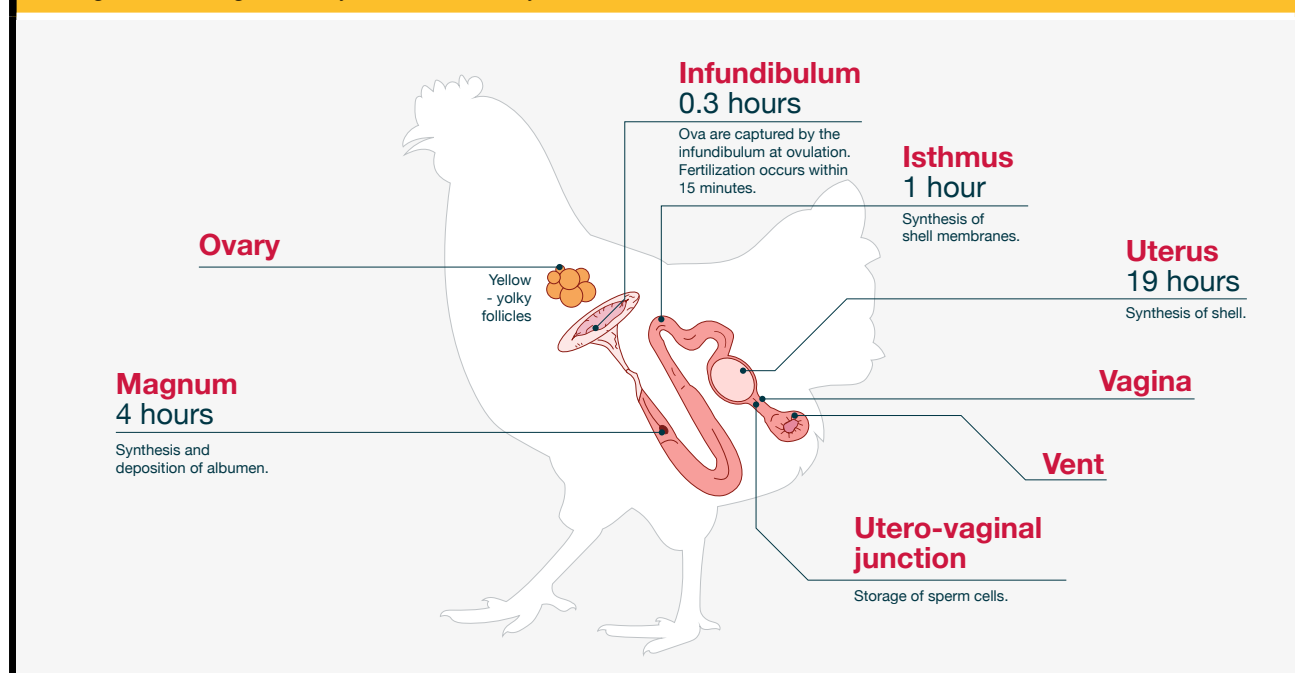 Infundibulum
0.3 hours
Ova are captured by the
infundibulum at ovulation.
Fertilization occurs within
15 minutes.
Isthmus
1 hour
Synthesis of
shell membranes.
Ovary
Yellow
- yolky
follicles
Uterus
19 hours
Synthesis of shell.
Magnum
4 hours
Synthesis and
deposition of albumen.
Vagina
Vent
Utero-vaginal
junction
Storage of sperm cells.